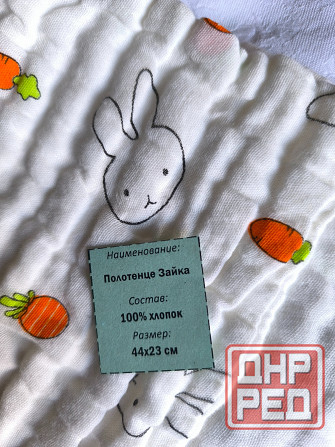 Наименование:
Полотенце Зайка
Состав:
100% хлопок
Размер:
44х23 см
ДНР
РЕД